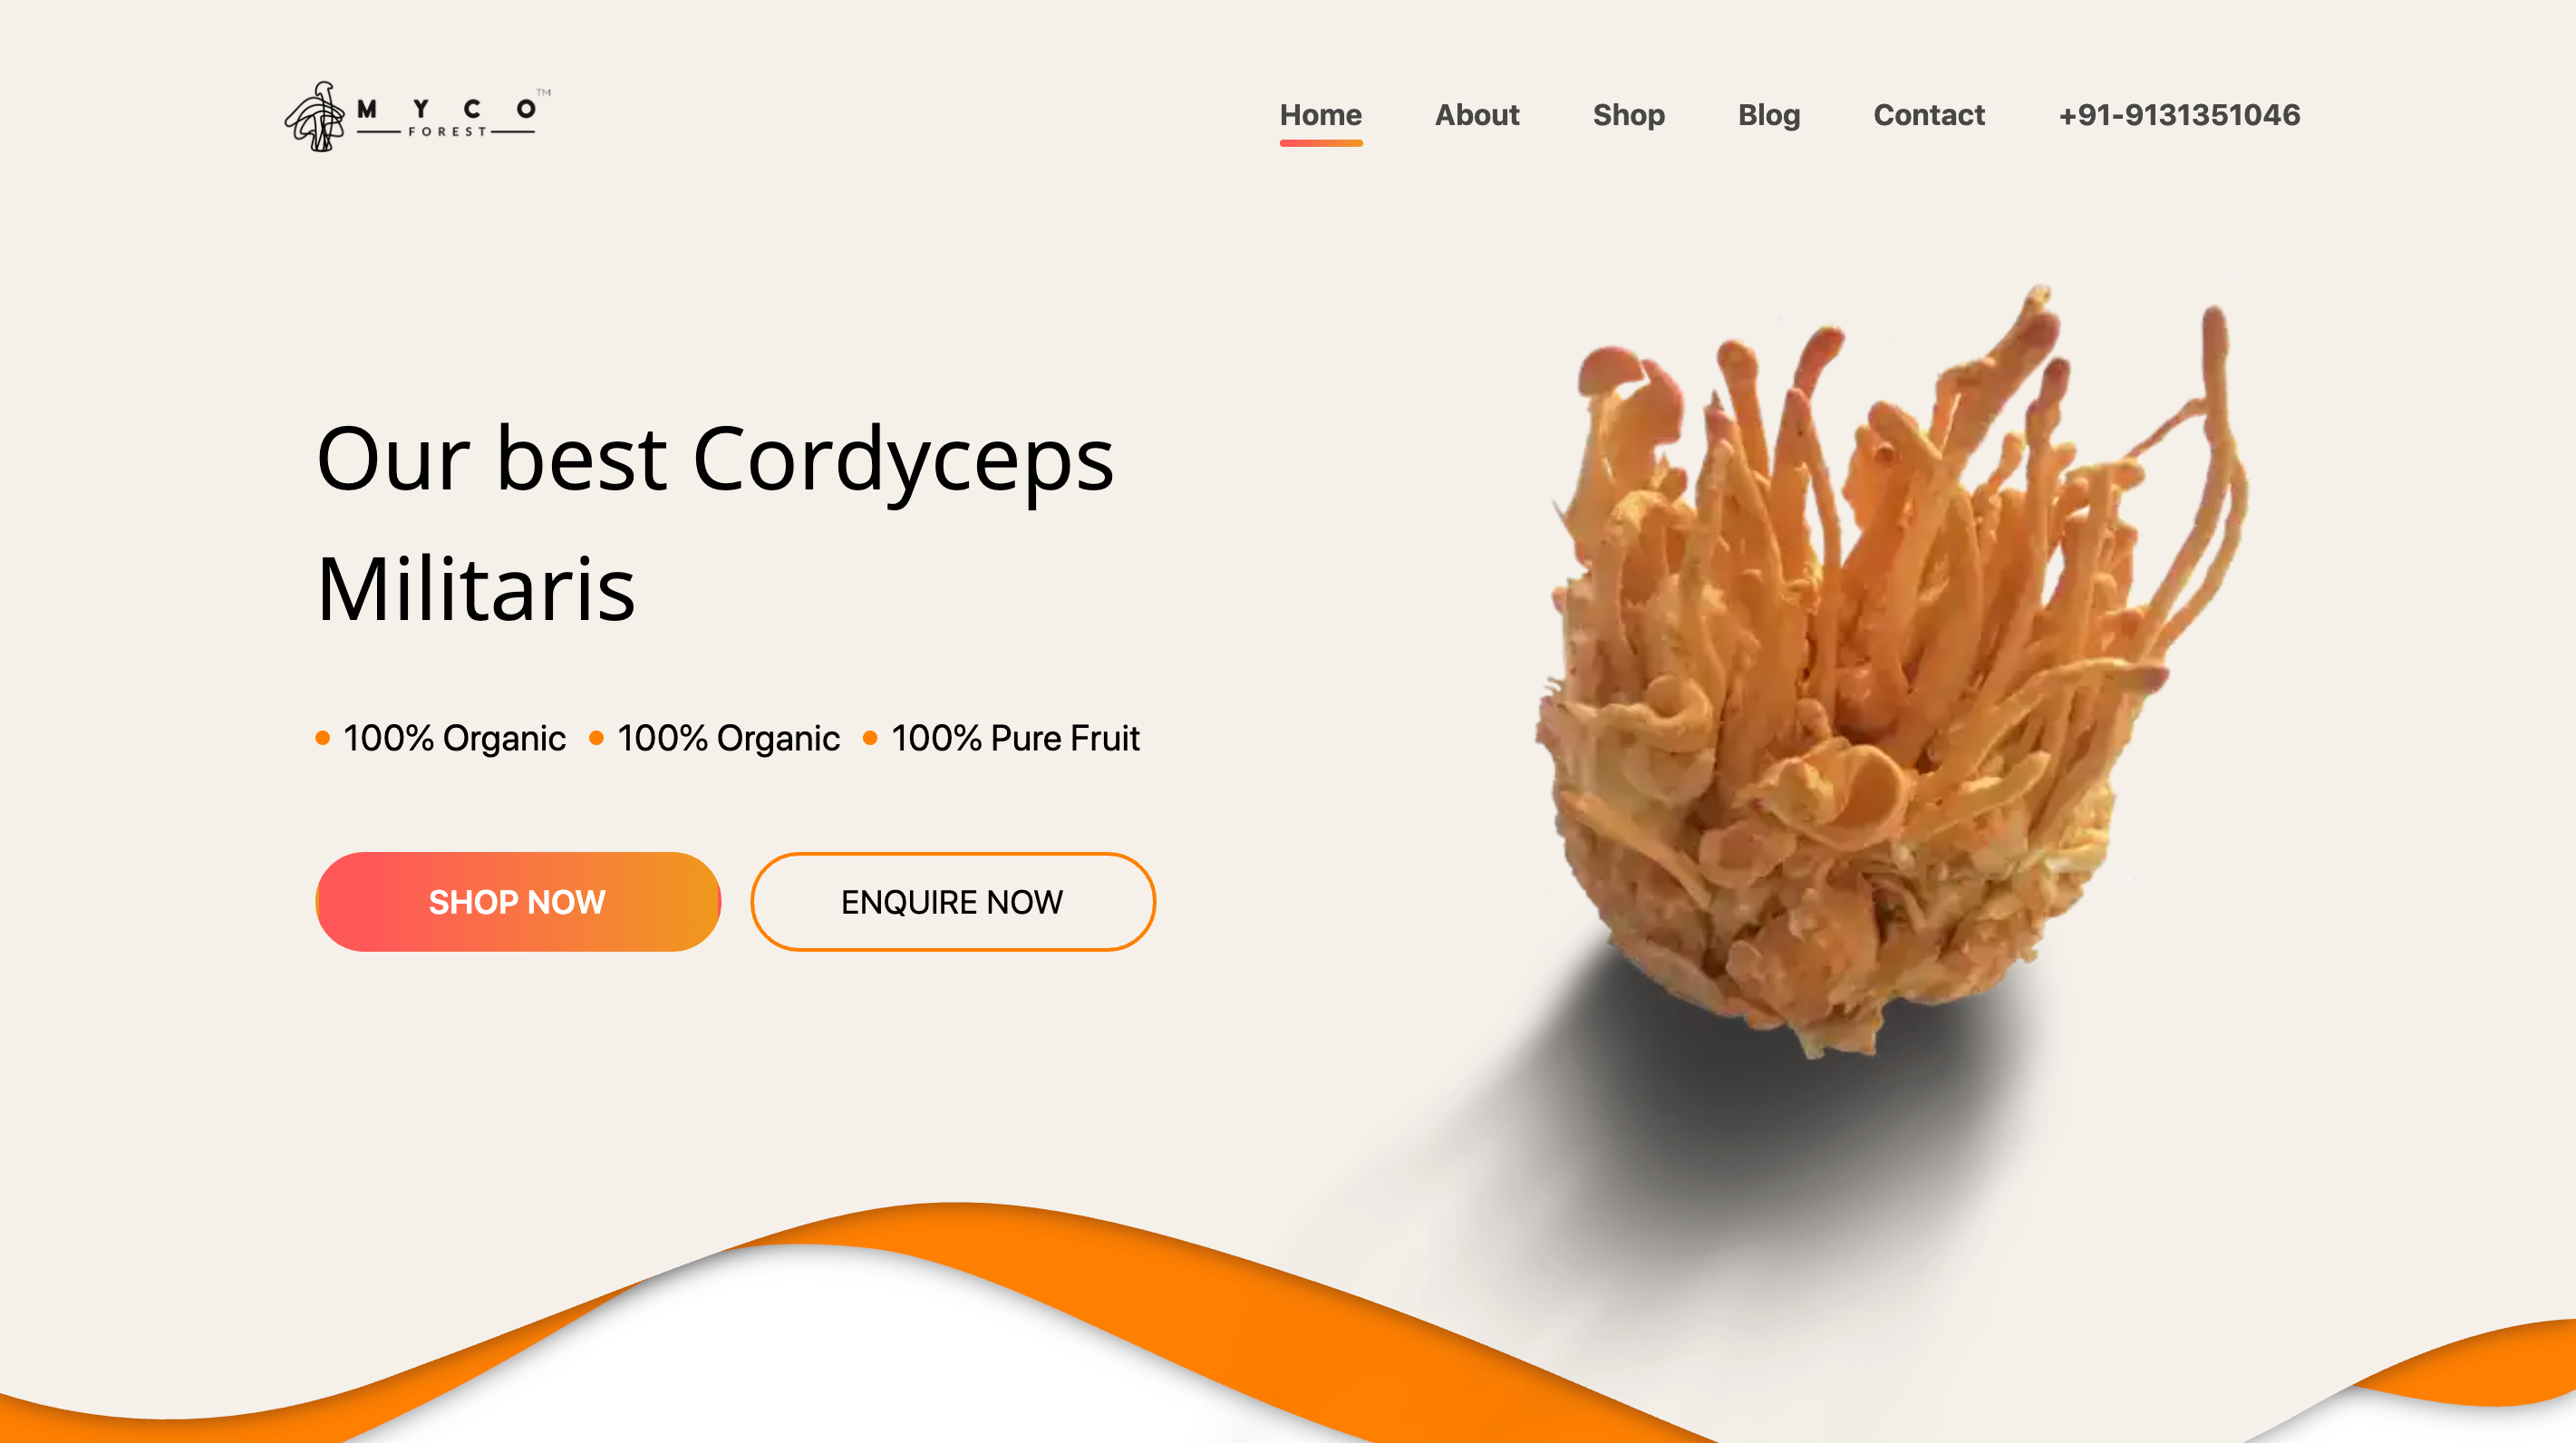 MYCO™
FOREST
Home About Shop Blog Contact +91-9131351046
Our best Cordyceps
Militaris
• 100% Organic • 100% Organic • 100% Pure Fruit
SHOP NOW ENQUIRE NOW